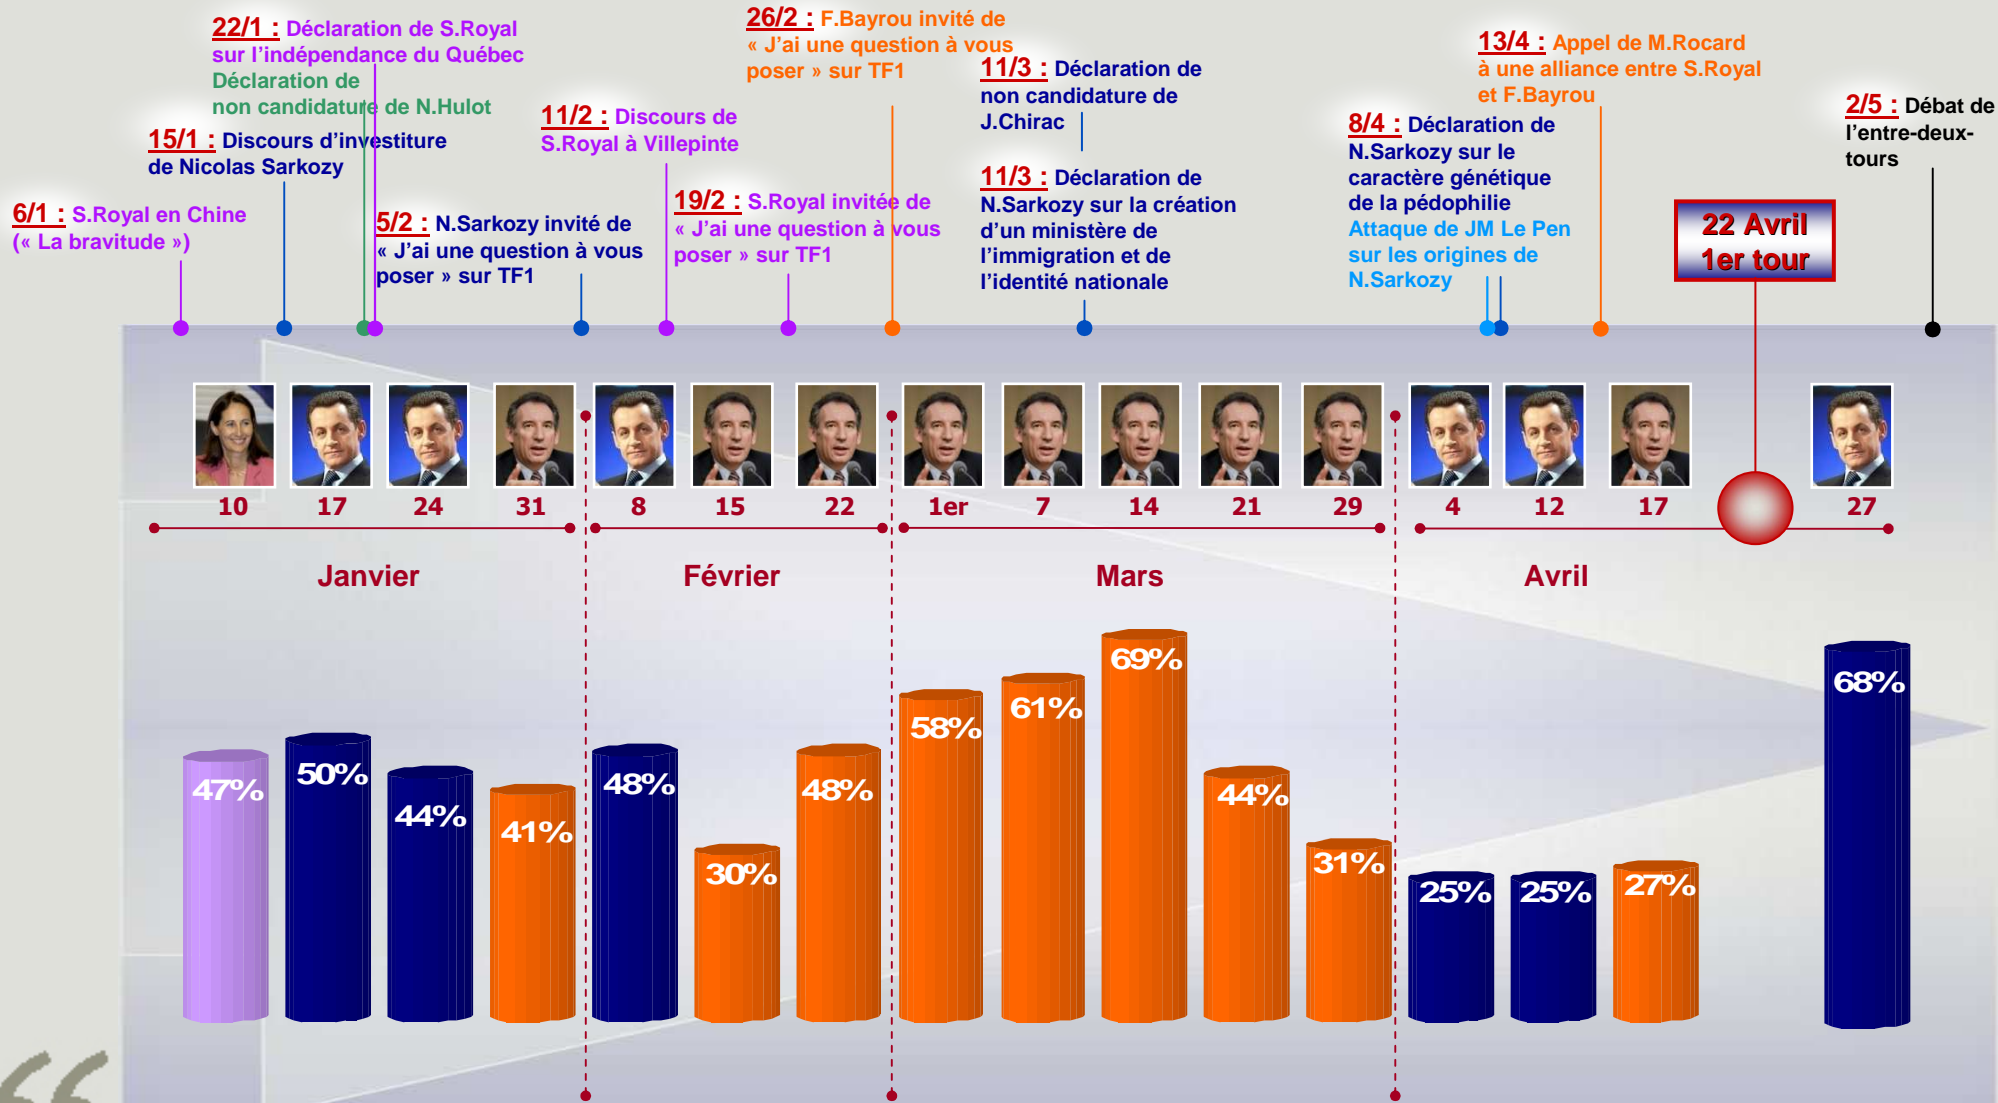 22/1 : Déclaration de S.Royal
sur l’indépendance du Québec
Déclaration de
non candidature de N.Hulot
26/2 : F.Bayrou invité de
« J’ai une question à vous
poser » sur TF1
11/3 : Déclaration de
non candidature de
J.Chirac
13/4 : Appel de M.Rocard
à une alliance entre S.Royal
et F.Bayrou
2/5 : Débat de
l’entre-deux-
tours
15/1 : Discours d’investiture
de Nicolas Sarkozy
11/2 : Discours de
S.Royal à Villepinte
8/4 : Déclaration de
N.Sarkozy sur le
caractère génétique
de la pédophilie
Attaque de JM Le Pen
sur les origines de
N.Sarkozy
6/1 : S.Royal en Chine
(« La bravitude »)
5/2 : N.Sarkozy invité de
« J’ai une question à vous
poser » sur TF1
19/2 : S.Royal invitée de
« J’ai une question à vous
poser » sur TF1
11/3 : Déclaration de
N.Sarkozy sur la création
d’un ministère de
l’immigration et de
l’identité nationale
22 Avril
1er tour
10 17 24 31 8 15 22 1er 7 14 21 29 4 12 17 27
Janvier Février Mars Avril
47% 50% 44% 41% 48% 30% 48% 58% 61% 69% 44% 31% 25% 25% 27% 68%
“